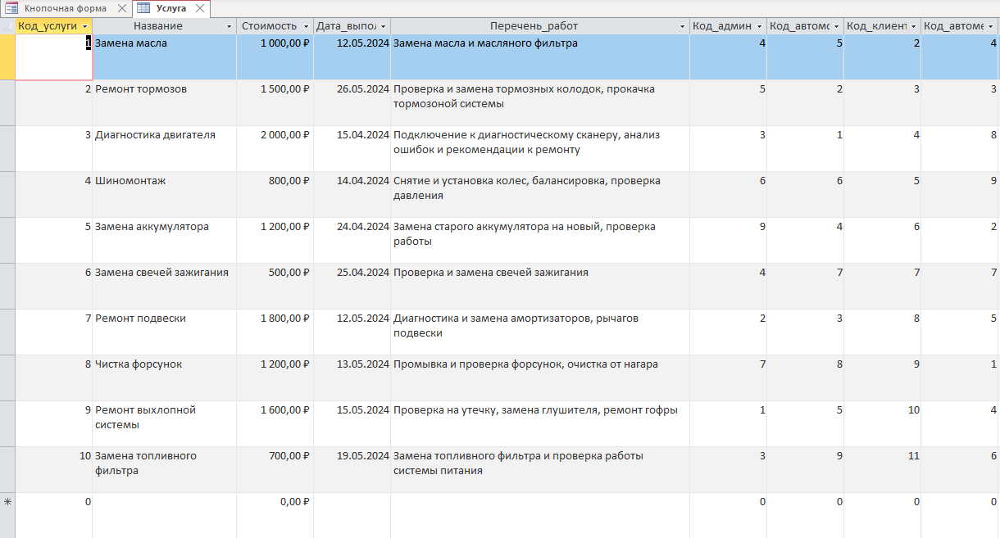 Кнопочная форма Услуга
Код_услуги Название Стоимость Дата_выпол Перечень_работ Код_админ Код_автомс Код_клиент Код_автоме
1 Замена масла 1 000,00 ₽ 12.05.2024 Замена масла и масляного фильтра 4 5 2 4
2 Ремонт тормозов 1 500,00 ₽ 26.05.2024 Проверка и замена тормозных колодок, прокачка 5 2 3 3
тормозоной системы
3 Диагностика двигателя 2 000,00 ₽ 15.04.2024 Подключение к диагностическому сканеру, анализ 3 1 4 8
ошибок и рекомендации к ремонту
4 Шиномонтаж 800,00 ₽ 14.04.2024 Снятие и установка колес, балансировка, проверка 6 6 5 9
давления
5 Замена аккумулятора 1 200,00 ₽ 24.04.2024 Замена старого аккумулятора на новый, проверка 9 4 6 2
работы
6 Замена свечей зажигания 500,00 ₽ 25.04.2024 Проверка и замена свечей зажигания 4 7 7 7
7 Ремонт подвески 1 800,00 ₽ 12.05.2024 Диагностика и замена амортизаторов, рычагов 2 3 8 5
подвески
8 Чистка форсунок 1 200,00 ₽ 13.05.2024 Промывка и проверка форсунок, очистка от нагара 7 8 9 1
9 Ремонт выхлопной 1 600,00 ₽ 15.05.2024 Проверка на утечку, замена глушителя, ремонт гофры 1 5 10 4
системы
10 Замена топливного 700,00 ₽ 19.05.2024 Замена топливного фильтра и проверка работы 3 9 11 6
фильтра системы питания
0 0,00 ₽ 0 0 0 0